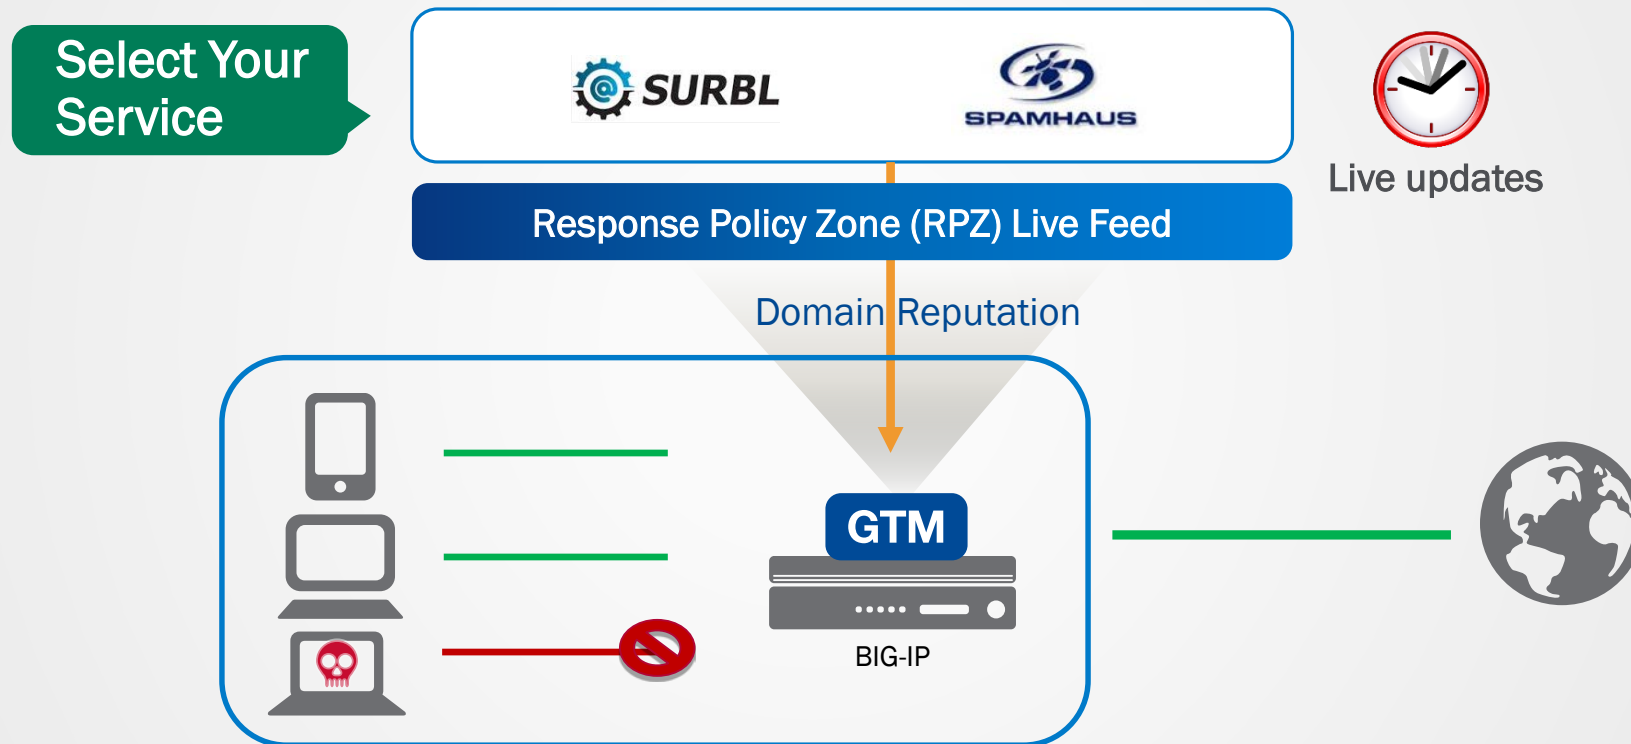 Select Your
Service
SURBL
SPAMHAUS
Live updates
Response Policy Zone (RPZ) Live Feed
Domain Reputation
GTM
BIG-IP